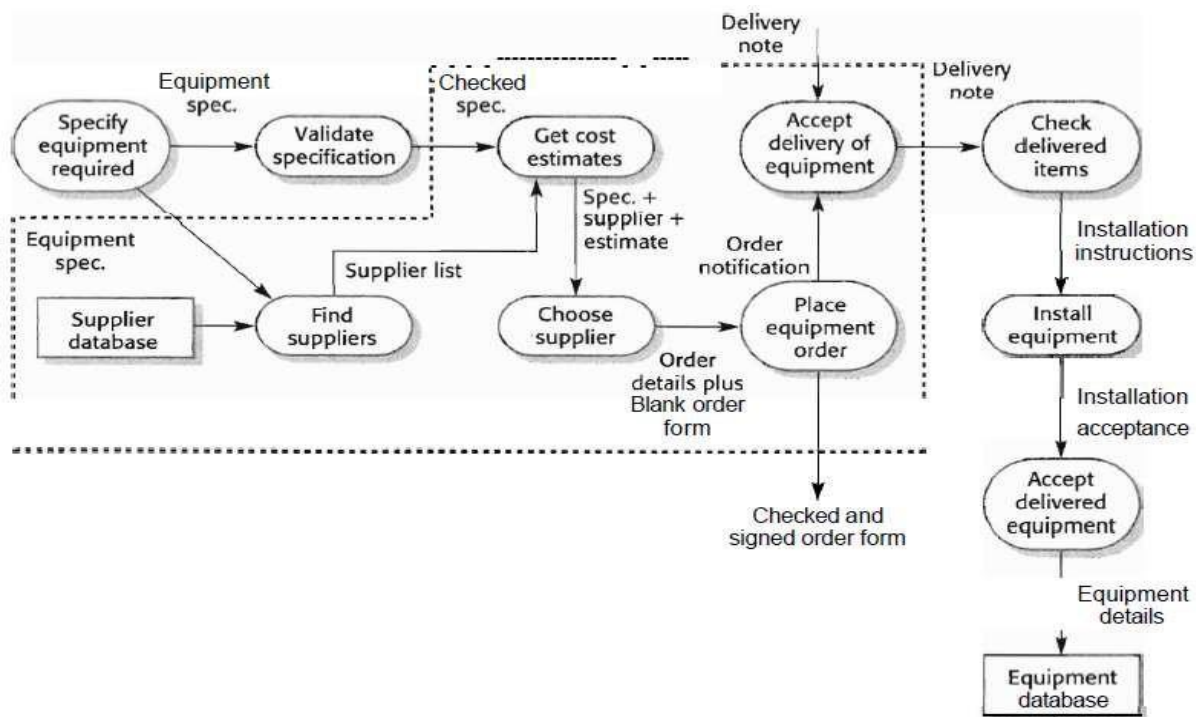 Delivery
note
Equipment
spec.
Checked
spec.
Delivery
note
Specify
equipment
required
Validate
specification
Get cost
estimates
Accept
delivery of
equipment
Check
delivered
items
Equipment
spec.
Supplier list
Spec. +
supplier +
estimate
Order
notification
Installation
instructions
Supplier
database
Find
suppliers
Choose
supplier
Place
equipment
order
Install
equipment
Order
details plus
Blank order
form
Installation
acceptance
Accept
delivered
equipment
Checked and
signed order form
Equipment
details
Equipment
database